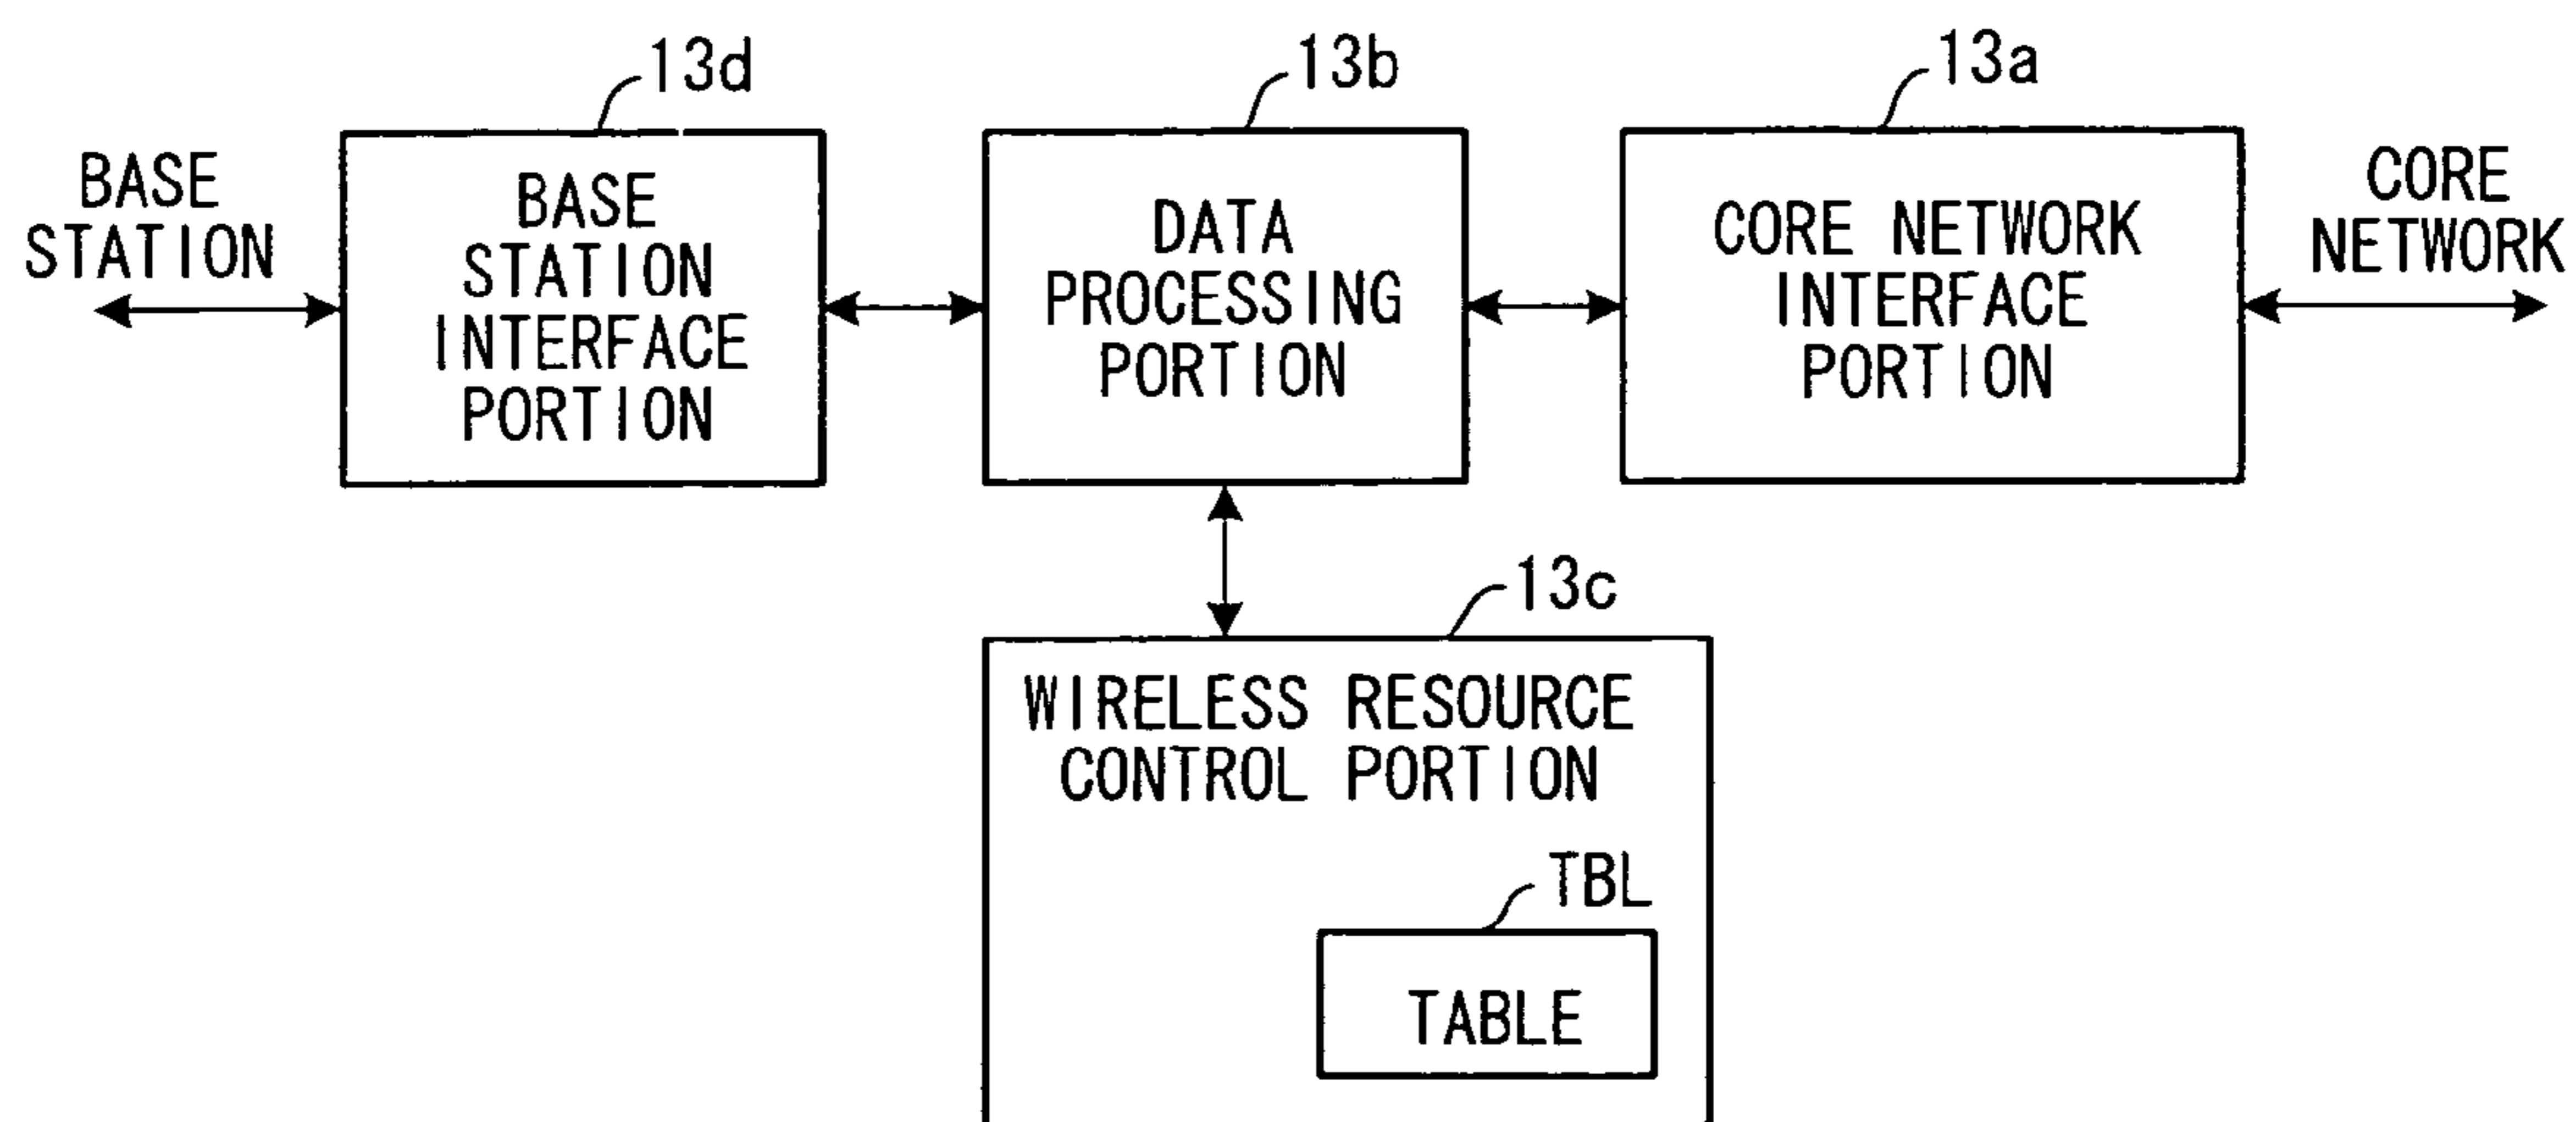 13d
13b
13a
BASE
STATION
BASE
STATION
INTERFACE
PORTION
DATA
PROCESSING
PORTION
CORE NETWORK
INTERFACE
PORTION
CORE
NETWORK
13c
WIRELESS RESOURCE
CONTROL PORTION
TBL
TABLE